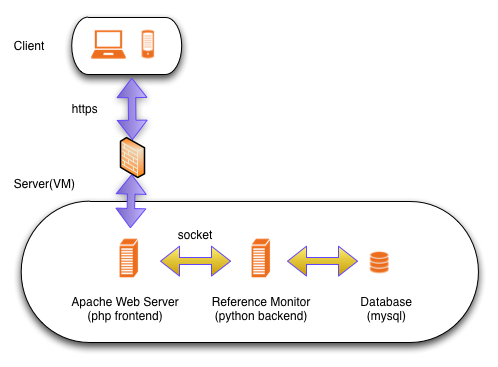 Client
https
Server(VM)
socket
Apache Web Server
(php frontend)
Reference Monitor
(python backend)
Database
(mysql)